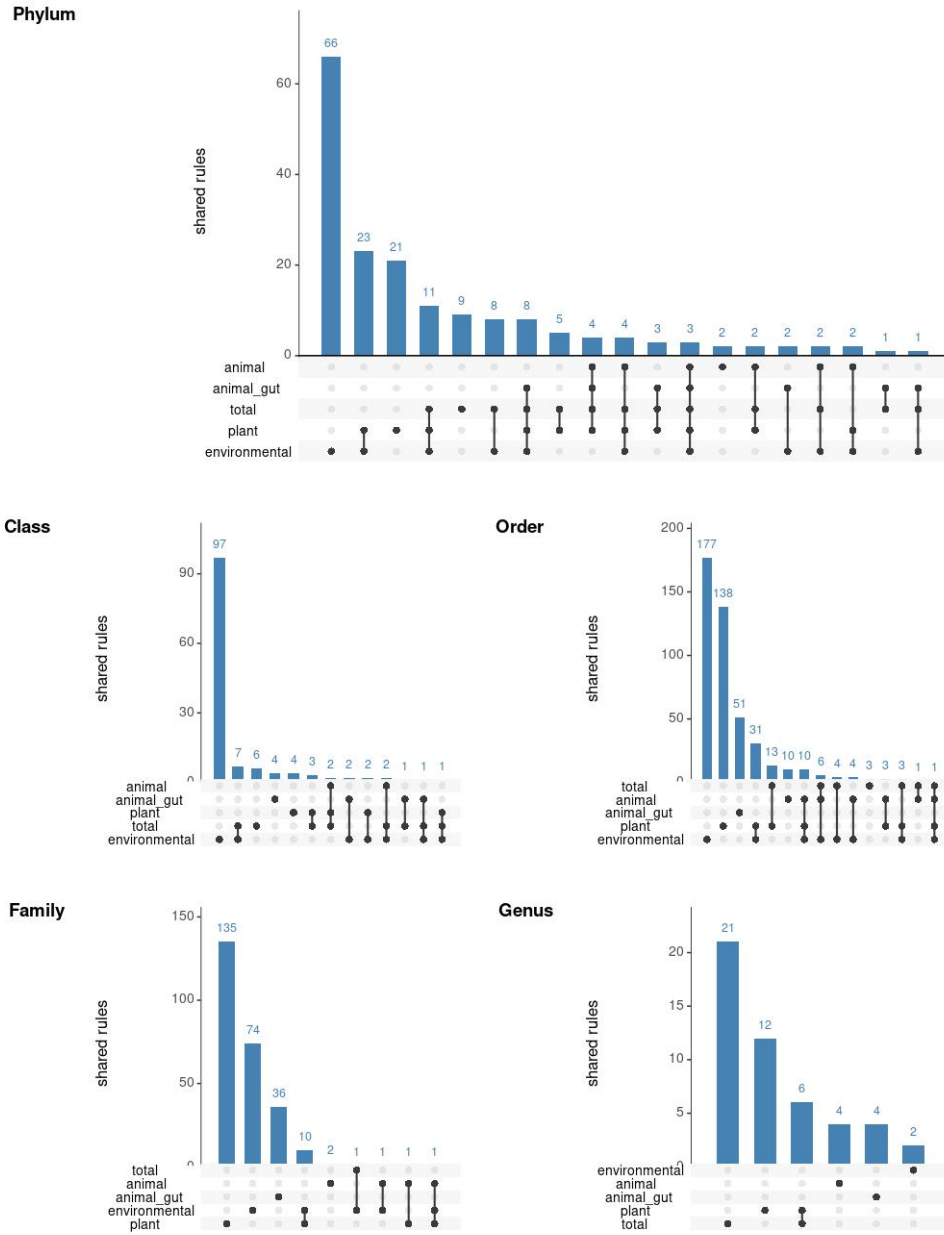 Phylum
66
23
21
11
9
8
8
5
4
4
3
3
2
2
2
2
2
1
1
60
40
20
0
shared rules
animal
animal_gut
total
plant
environmental
Class
97
7
6
4
4
3
2
2
2
2
1
1
1
90
60
30
0
shared rules
animal
animal_gut
plant
total
environmental
Order
200
177
138
51
31
13
10
10
6
4
4
3
3
3
1
1
150
100
50
0
shared rules
total
animal
animal_gut
plant
environmental
Family
150
135
74
36
10
2
1
1
1
1
100
50
0
shared rules
total
animal
animal_gut
environmental
plant
Genus
21
12
6
4
4
2
20
15
10
5
0
shared rules
environmental
animal
animal_gut
plant
total